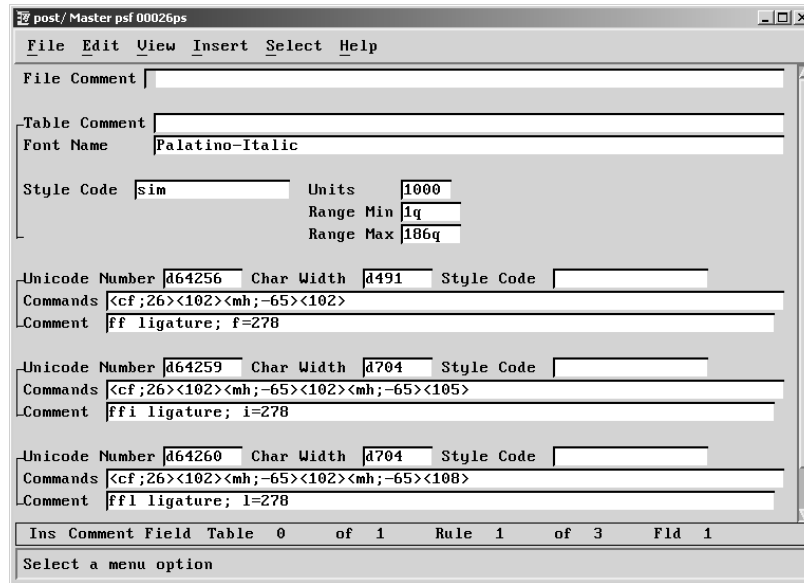 post/ Master psf 00026ps
File Edit View Insert Select Help
File Comment
Table Comment
Font Name Palatino-Italic
Style Code sim Units 1000
Range Min 1q
Range Max 186q
Unicode Number d64256 Char Width d491 Style Code
Commands <cf;26><102><mh;-65><102>
Comment ff ligature; f=278
Unicode Number d64259 Char Width d704 Style Code
Commands <cf;26><102><mh;-65><102><mh;-65><105>
Comment ffi ligature; i=278
Unicode Number d64260 Char Width d704 Style Code
Commands <cf;26><102><mh;-65><102><mh;-65><108>
Comment ffl ligature; l=278
Ins Comment Field Table 0 of 1 Rule 1 of 3 Fld 1
Select a menu option